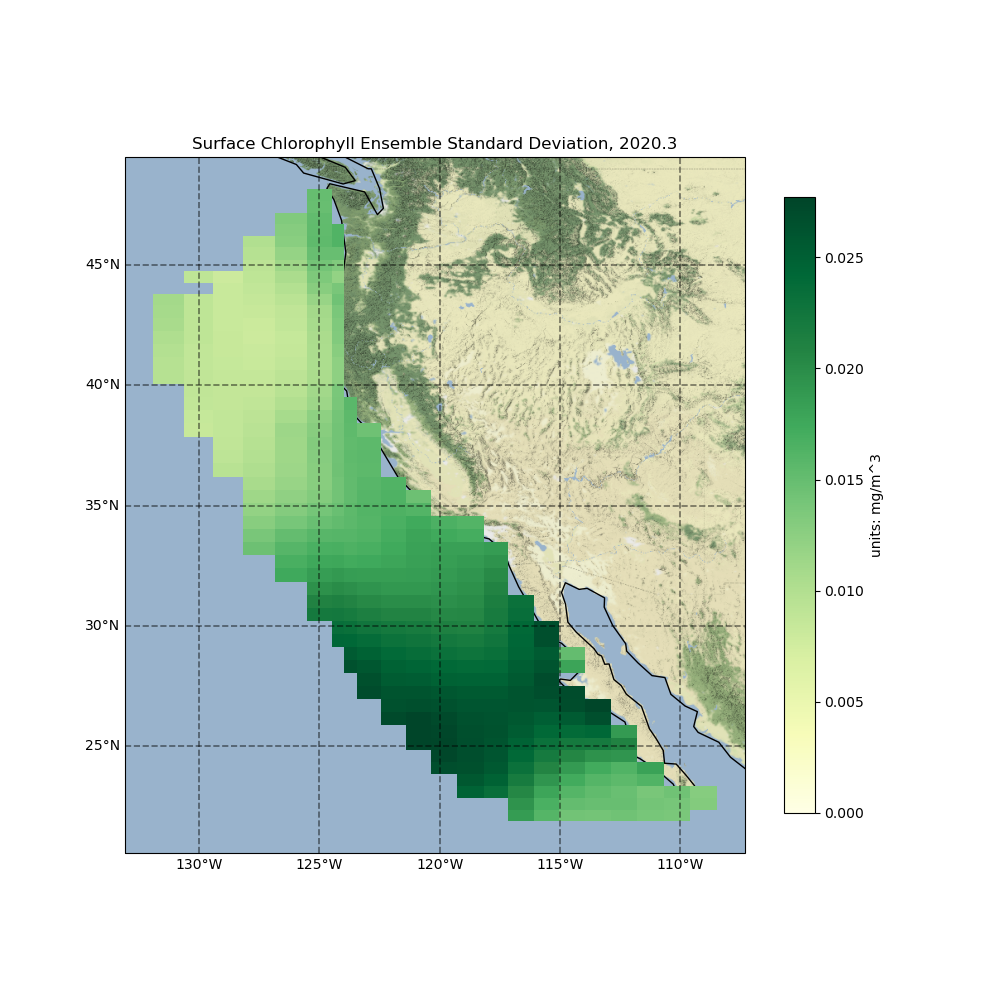 Surface Chlorophyll Ensemble Standard Deviation, 2020.3
45°N
40°N
35°N
30°N
25°N
130°W
125°W
120°W
115°W
110°W
0.025
0.020
0.015
0.010
0.005
0.000
units: mg/m^3